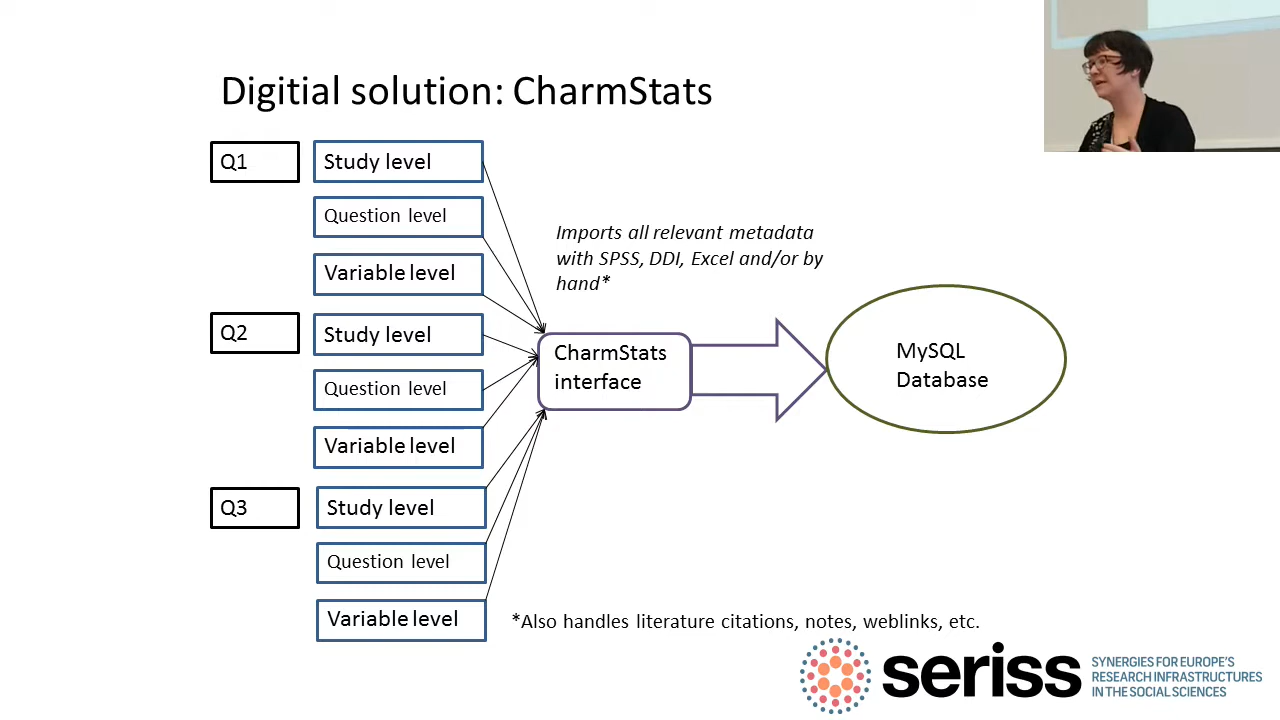 Digitial solution: CharmStats
Q1
Study level
Question level
Variable level
Imports all relevant metadata
with SPSS, DDI, Excel and/or by
hand*
Q2
Study level
Question level
Variable level
CharmStats
interface
MySQL
Database
Q3
Study level
Question level
Variable level
*Also handles literature citations, notes, weblinks, etc.
seriss
SYNERGIES FOR EUROPE'S
RESEARCH INFRASTRUCTURES
IN THE SOCIAL SCIENCES